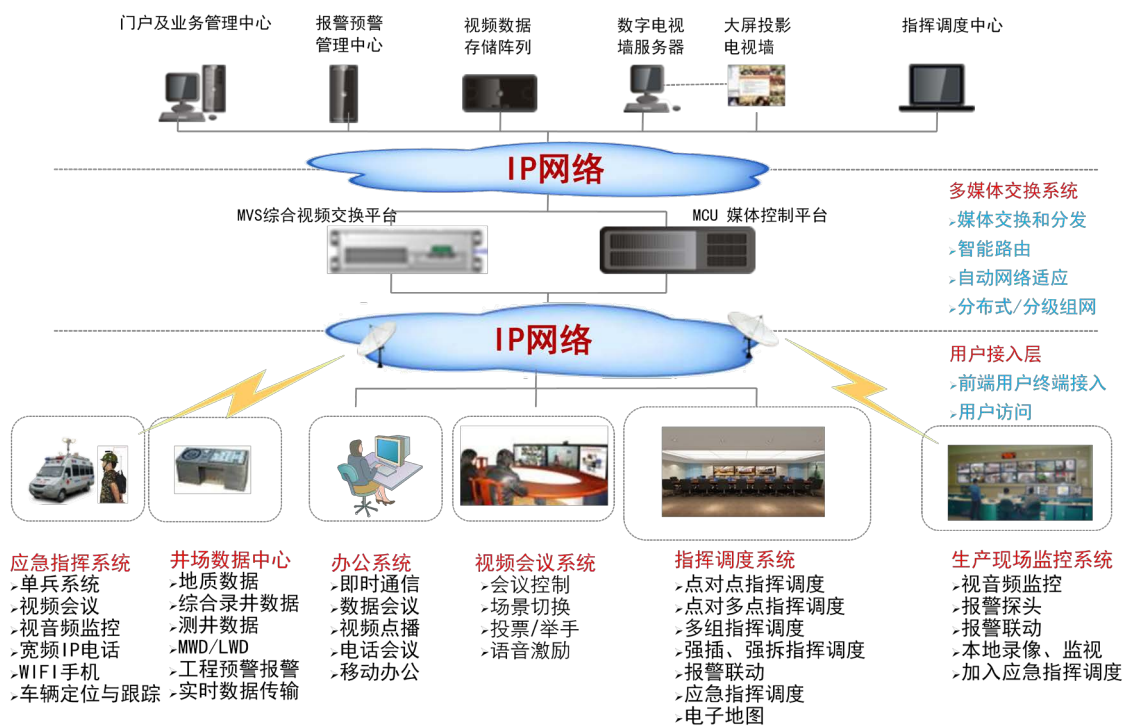 门户及业务管理中心
报警预警
管理中心
视频数据
存储阵列
数字电视
墙服务器
大屏投影
电视墙
指挥调度中心
IP网络
MVS综合视频交换平台
MCU 媒体控制平台
多媒体交换系统
媒体交换和分发
智能路由
自动网络适应
分布式/分级组网
IP网络
用户接入层
前端用户终端接入
用户访问
应急指挥系统
单兵系统
视频会议
视音频监控
宽频IP电话
WIFI手机
车辆定位与跟踪
井场数据中心
地质数据
综合录井数据
测井数据
MWD/LWD
工程预警报警
实时数据传输
办公系统
即时通信
数据会议
视频点播
电话会议
移动办公
视频会议系统
会议控制
场景切换
投票/举手
语音激励
指挥调度系统
点对点指挥调度
点对多点指挥调度
多组指挥调度
强插、强拆指挥调度
报警联动
应急指挥调度
电子地图
生产现场监控系统
视音频监控
报警探头
报警联动
本地录像、监视
加入应急指挥调度